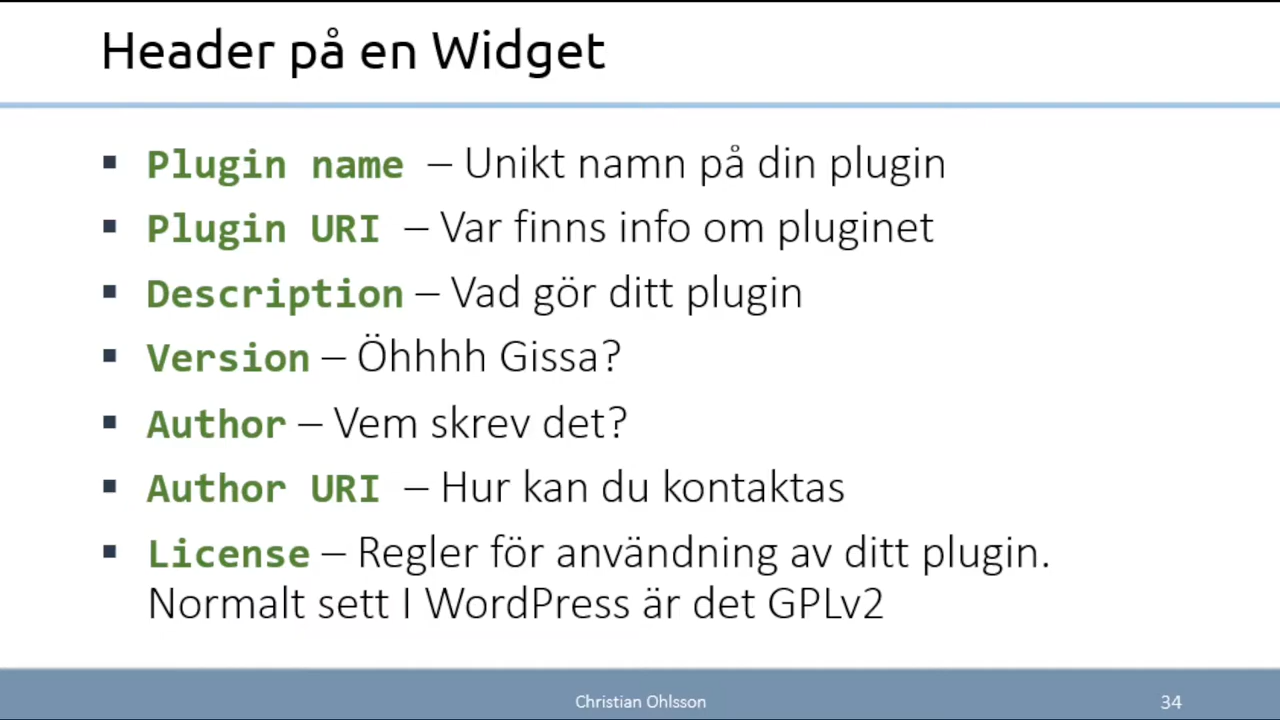 Header på en Widget
▪ Plugin name – Unikt namn på din plugin
▪ Plugin URI – Var finns info om pluginet
▪ Description – Vad gör ditt plugin
▪ Version – Öhhhh Gissa?
▪ Author – Vem skrev det?
▪ Author URI – Hur kan du kontaktas
▪ License – Regler för användning av ditt plugin.
Normalt sett I WordPress är det GPLv2
Christian Ohlsson
34